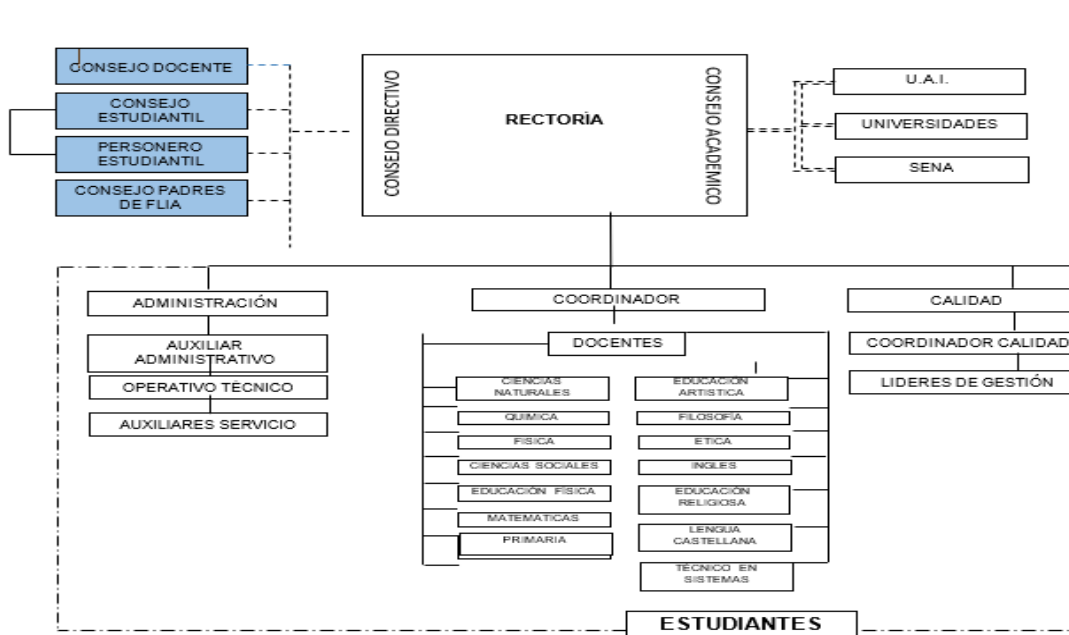 CONSEJO DOCENTE
CONSEJO
ESTUDIANTIL
PERSONERO
ESTUDIANTIL
CONSEJO PADRES
DE FLIA
CONSEJO DIRECTIVO
RECTORÌA
CONSEJO ACADEMICO
U.A.I.
UNIVERSIDADES
SENA
ADMINISTRACIÓN
AUXILIAR
ADMINISTRATIVO
OPERATIVO TÉCNICO
AUXILIARES SERVICIO
COORDINADOR
DOCENTES
CIENCIAS
NATURALES
QUIMICA
FISICA
CIENCIAS SOCIALES
EDUCACIÓN FÍSICA
MATEMATICAS
PRIMARIA
EDUCACIÓN
ARTISTICA
FILOSOFÍA
ETICA
INGLES
EDUCACIÓN
RELIGIOSA
LENGUA
CASTELLANA
TÉCNICO EN
SISTEMAS
CALIDAD
COORDINADOR CALIDAD
LIDERES DE GESTIÓN
ESTUDIANTES